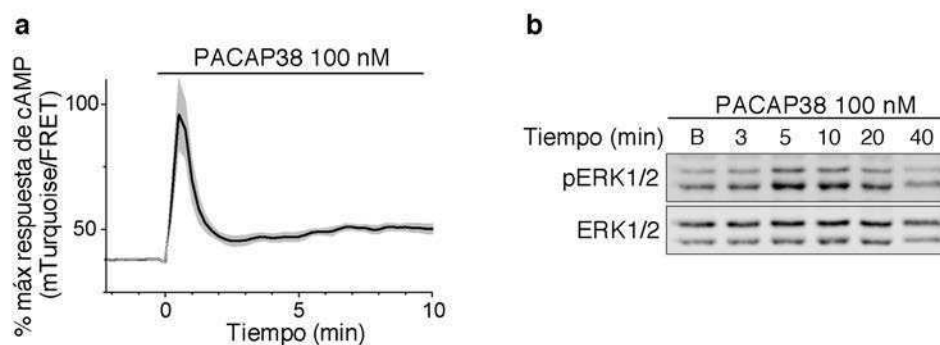 a
PACAP38 100 nM
% máx respuesta de cAMP
(mTurquoise/FRET)
100
50
0 5 10
Tiempo (min)
b
PACAP38 100 nM
Tiempo (min) B 3 5 10 20 40
pERK1/2
ERK1/2